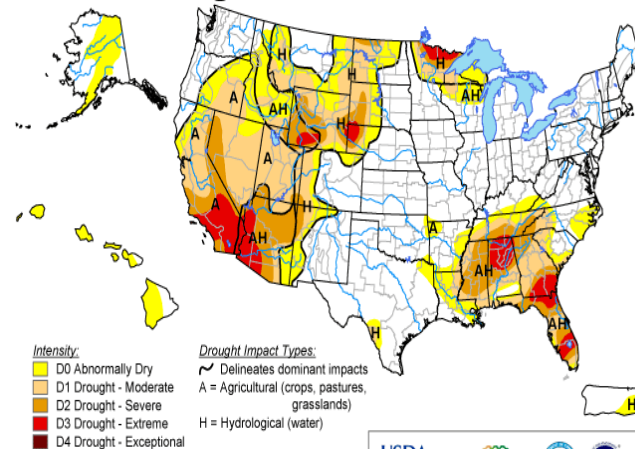 H
A
AH
H
H
H
AH
A
A
A
H
AH
A
H
AH
AH
H
H
Intensity:
D0 Abnormally Dry
D1 Drought - Moderate
D2 Drought - Severe
D3 Drought - Extreme
D4 Drought - Exceptional
Drought Impact Types:
Delineates dominant impacts
A = Agricultural (crops, pastures,
grasslands)
H = Hydrological (water)
USDA